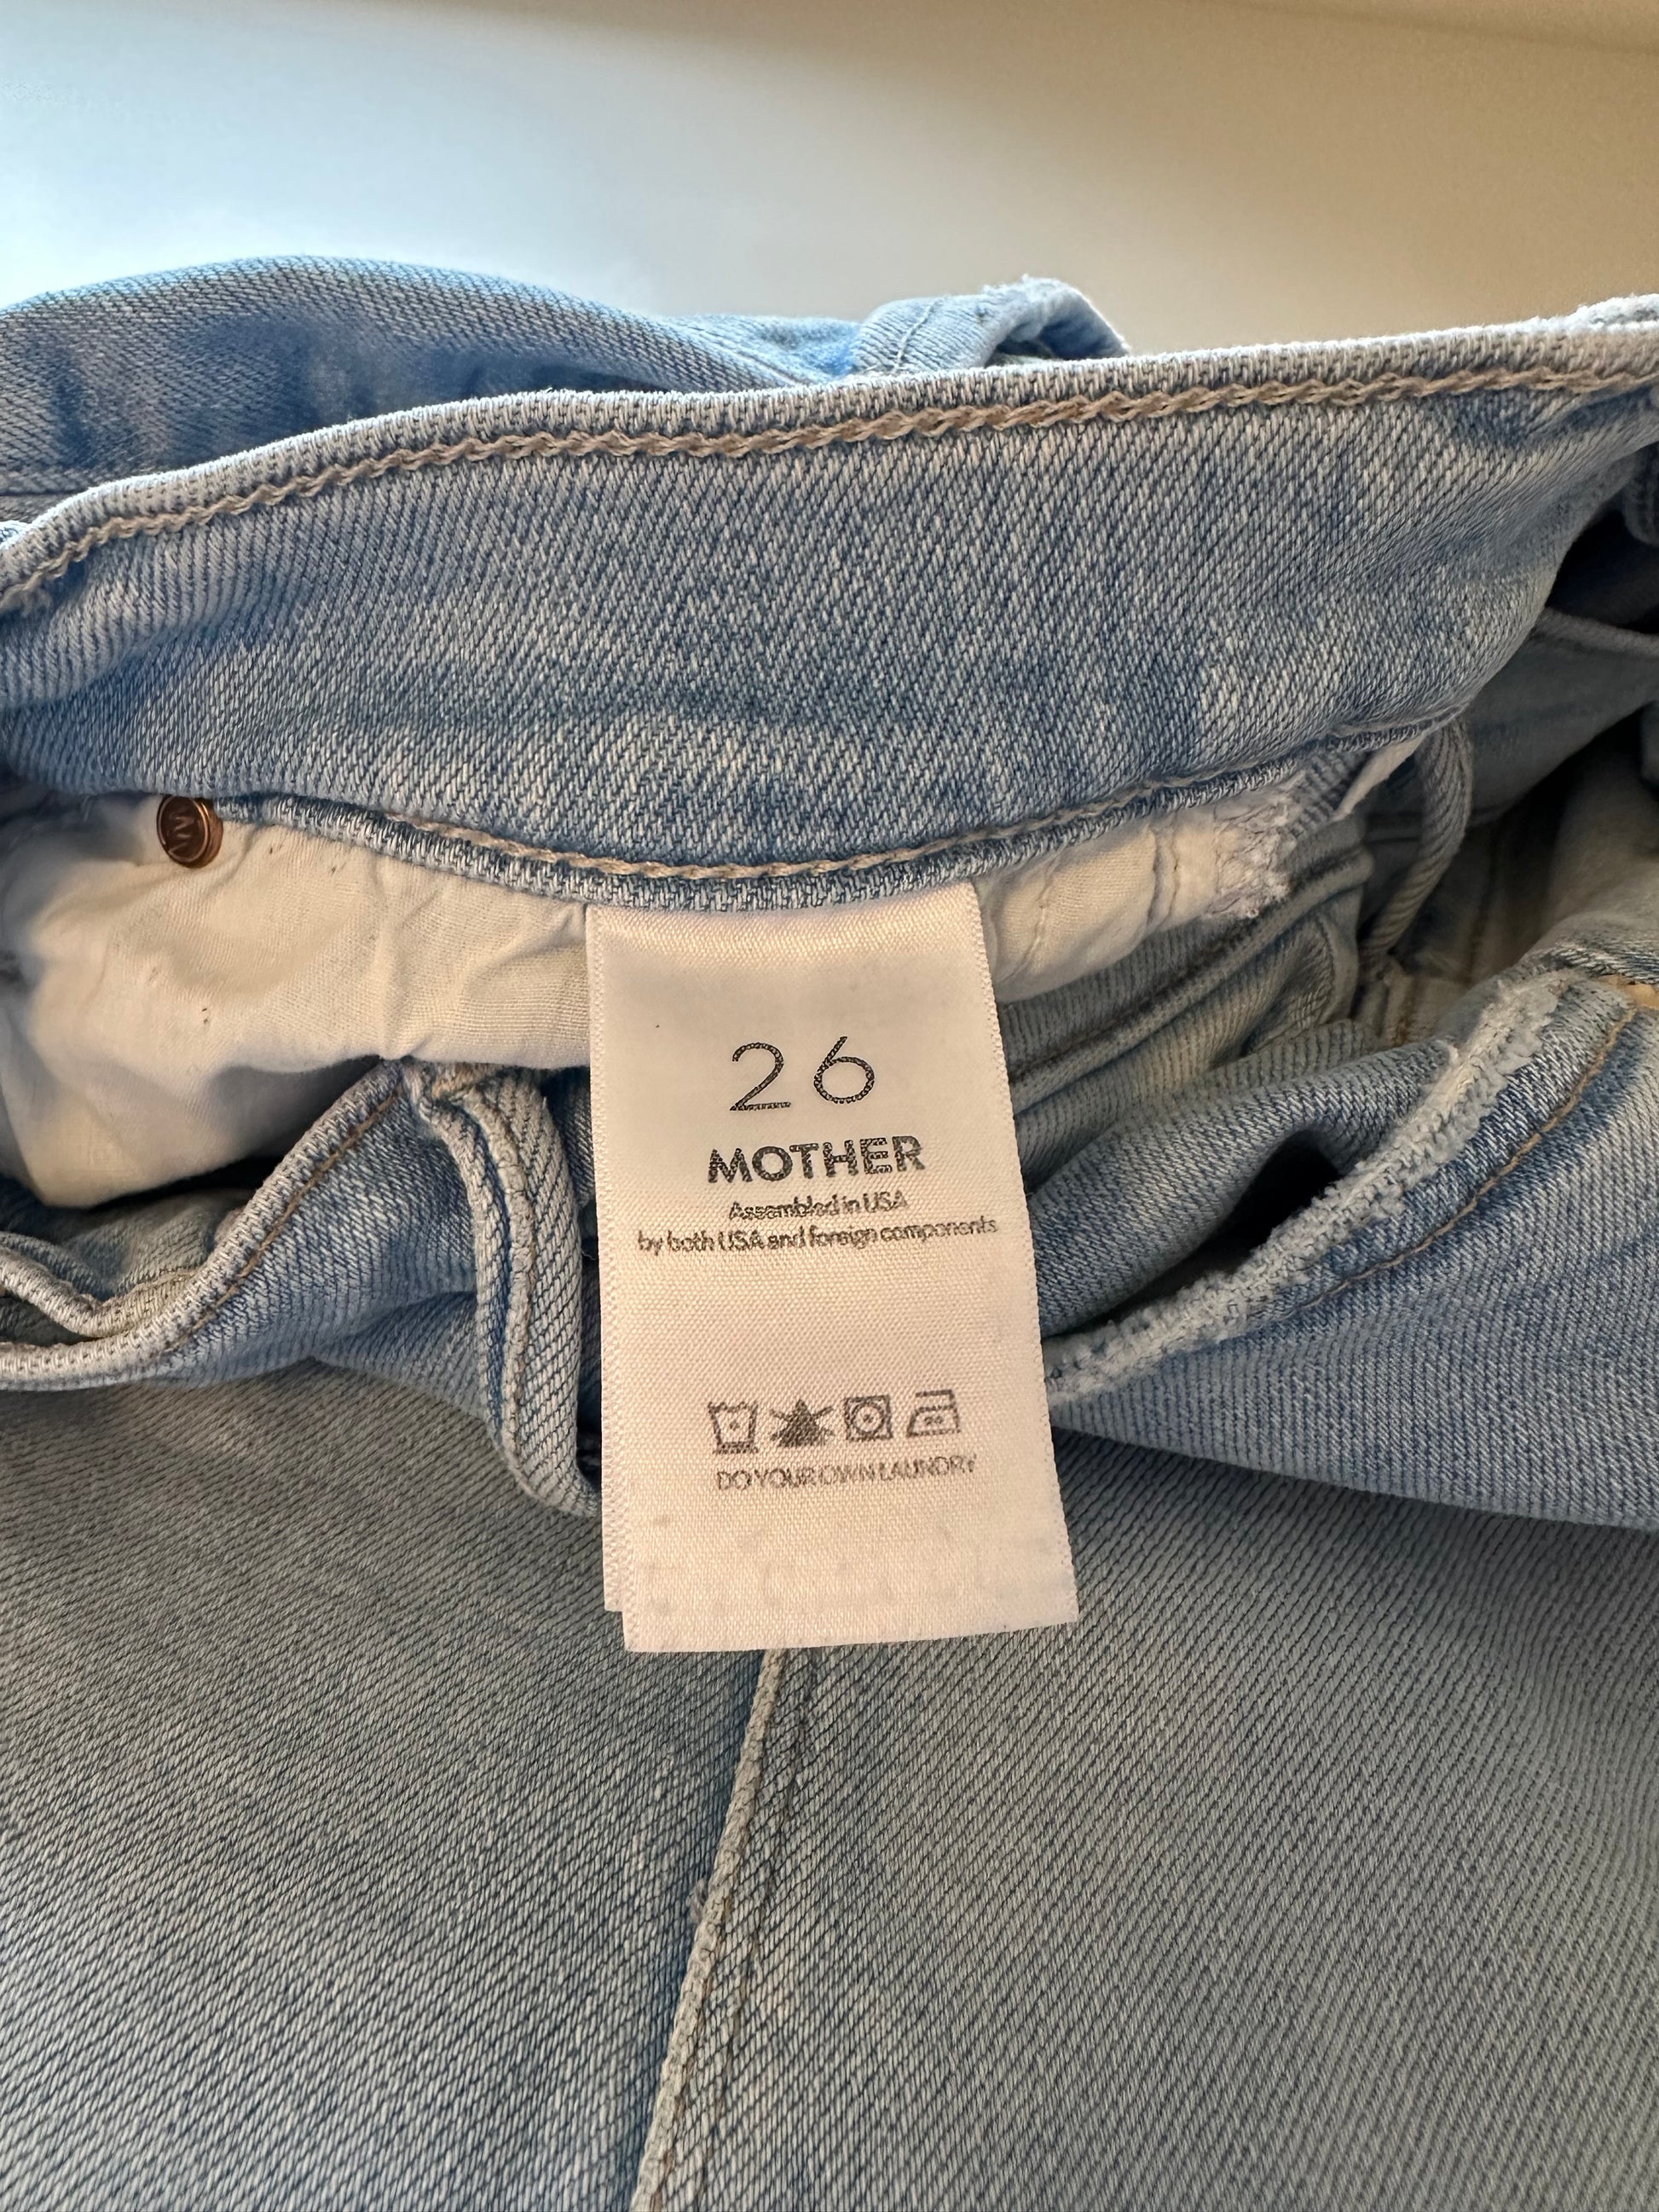 26
MOTHER
Assembled in USA
by both USA and foreign components
DO YOUR OWN LAUNDRY